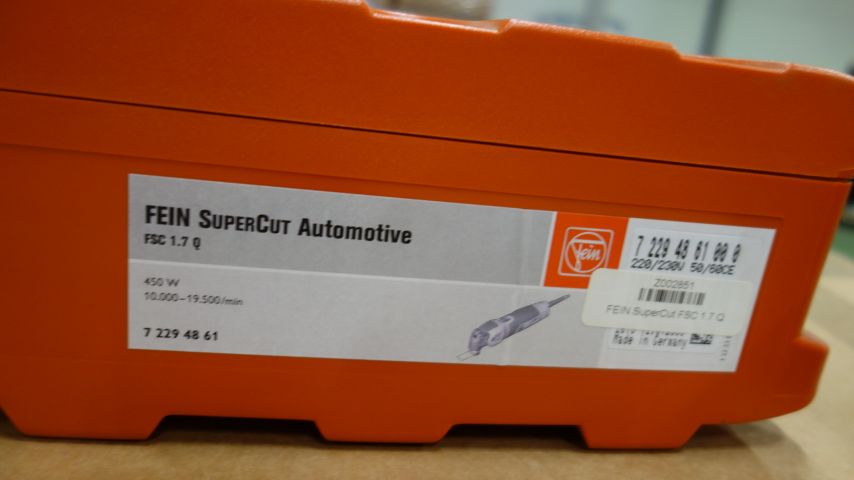 FEIN SUPERCUT Automotive
FSC 1.7 Q
450 W
10.000–19.500/min
7 229 48 61
fein
7 229 48 61 00 0
220/230V 50/60CE
Z002851
FEIN SuperCut FSC 1.7 Q
Made in Germany